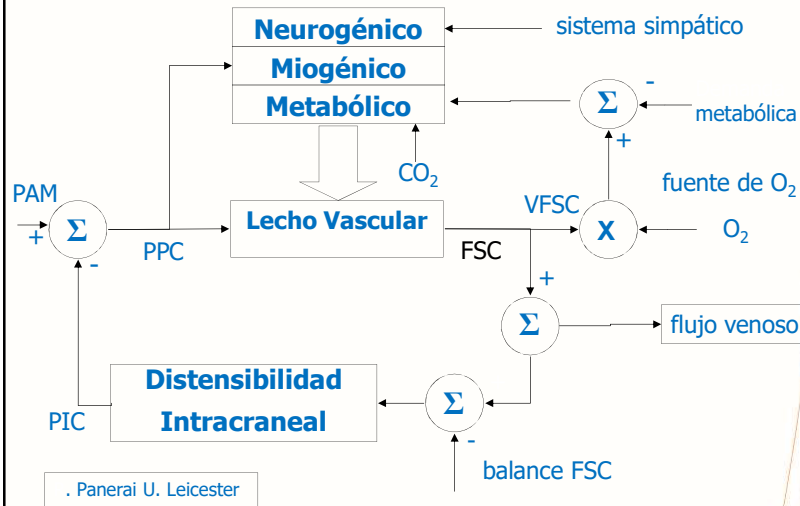 Neurogénico
sistema simpático
Miogénico
Metabólico
Σ
-
metabólica
+
CO₂
fuente de O₂
PAM
+
Σ
-
PPC
Lecho Vascular
FSC
VFSC
X
O₂
+
Σ
flujo venoso
Distensibilidad
Intracraneal
PIC
Σ
-
balance FSC
. Panerai U. Leicester